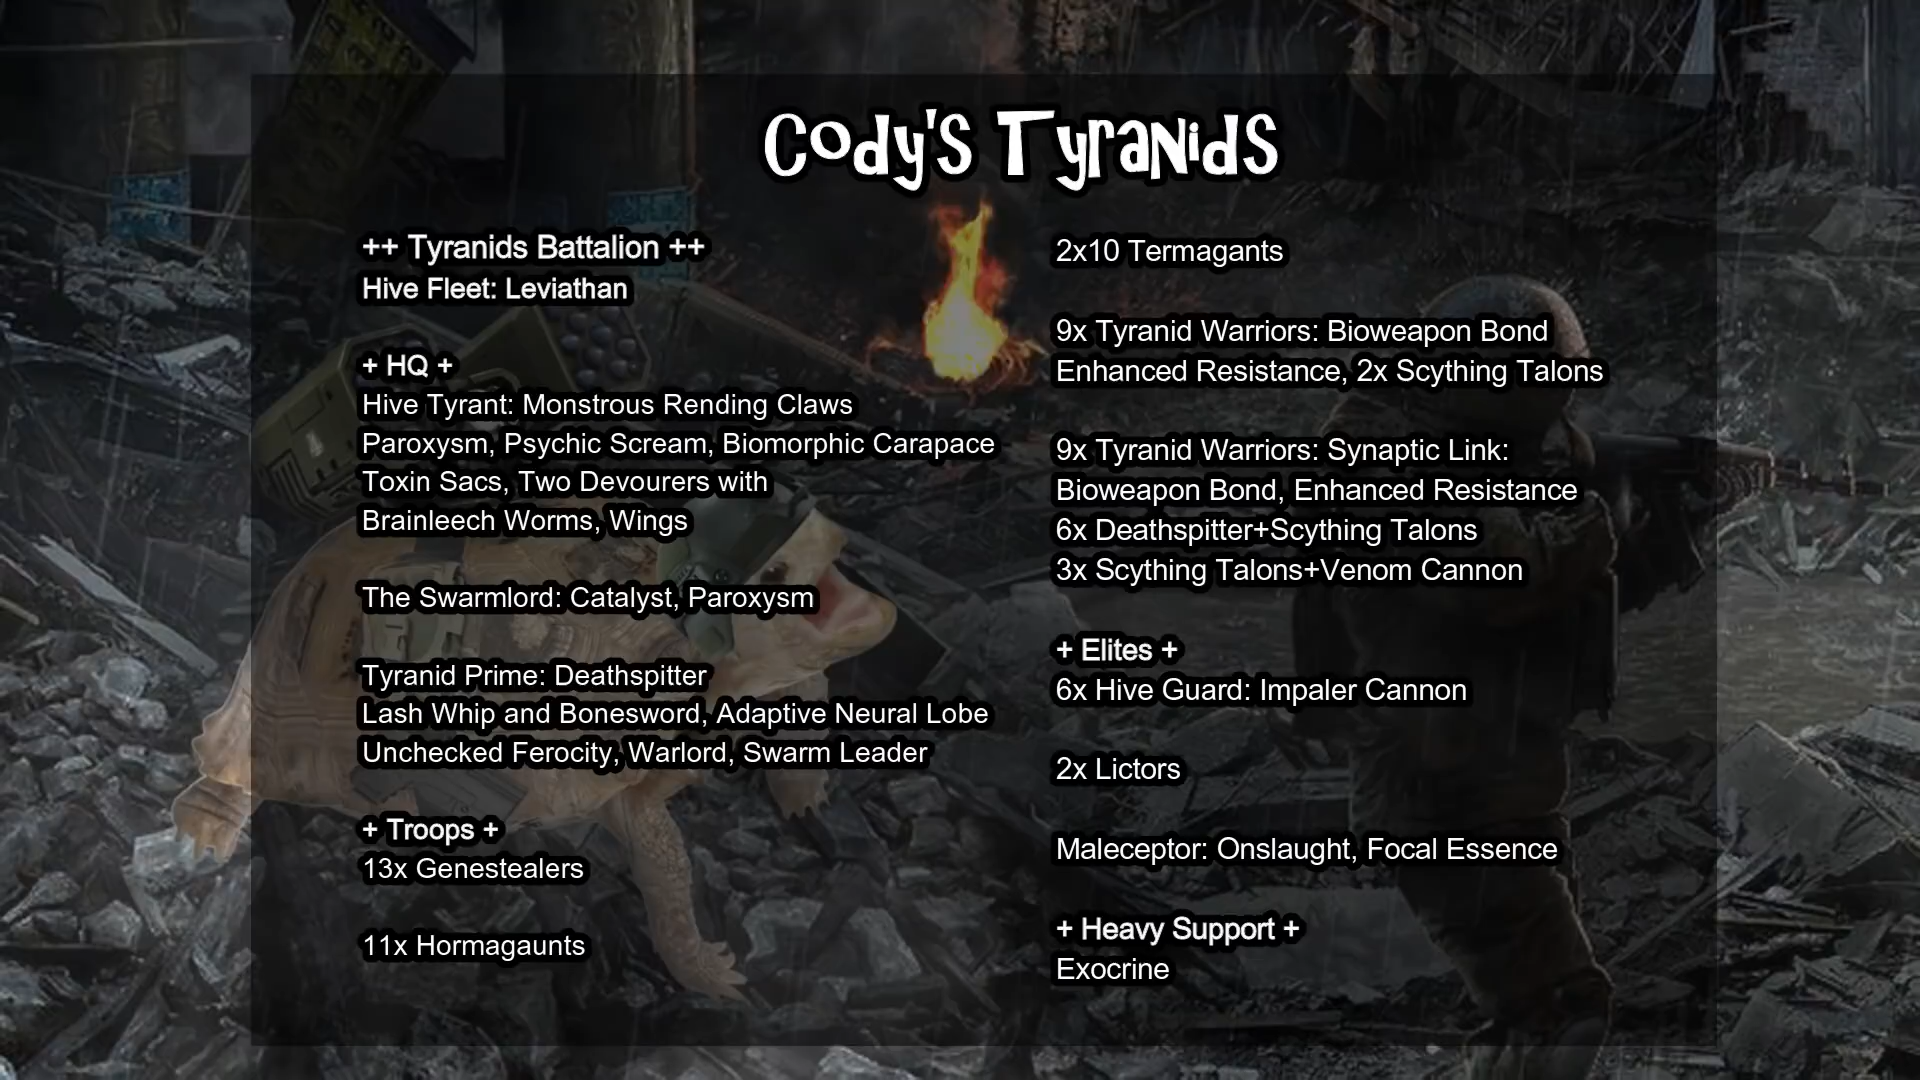 Cody's Tyranids
++ Tyranids Battalion ++
Hive Fleet: Leviathan
+ HQ +
Hive Tyrant: Monstrous Rending Claws
Paroxysm, Psychic Scream, Biomorphic Carapace
Toxin Sacs, Two Devourers with
Brainleech Worms, Wings
The Swarmlord: Catalyst, Paroxysm
Tyranid Prime: Deathspitter
Lash Whip and Bonesword, Adaptive Neural Lobe
Unchecked Ferocity, Warlord, Swarm Leader
+ Troops +
13x Genestealers
11x Hormagaunts
2x10 Termagants
9x Tyranid Warriors: Bioweapon Bond
Enhanced Resistance, 2x Scything Talons
9x Tyranid Warriors: Synaptic Link:
Bioweapon Bond, Enhanced Resistance
6x Deathspitter+Scything Talons
3x Scything Talons+Venom Cannon
+ Elites +
6x Hive Guard: Impaler Cannon
2x Lictors
Maleceptor: Onslaught, Focal Essence
+ Heavy Support +
Exocrine